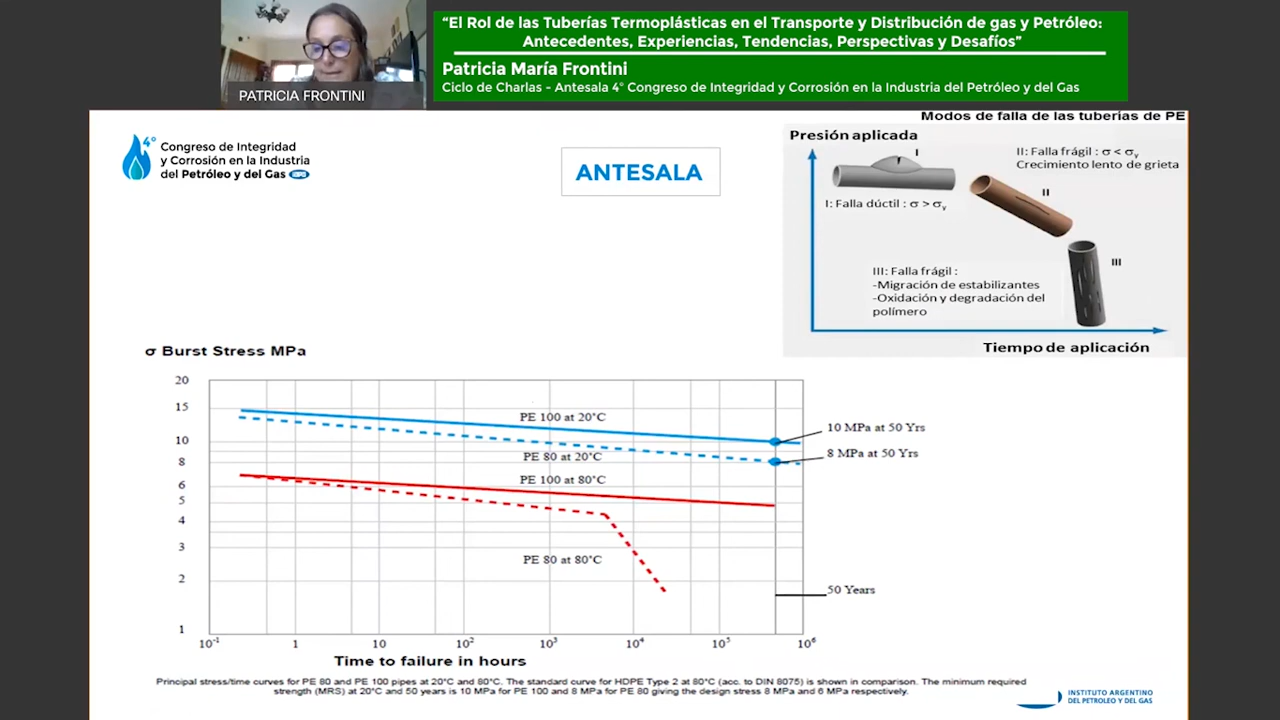 "El Rol de las Tuberías Termoplásticas en el Transporte y Distribución de gas y Petróleo:
Antecedentes, Experiencias, Tendencias, Perspectivas y Desafíos"
Patricia María Frontini
Ciclo de Charlas - Antesala 4° Congreso de Integridad y Corrosión en la Industria del Petróleo y del Gas
PATRICIA FRONTINI
4°
Congreso de Integridad
y Corrosión en la Industria
del Petróleo y del Gas
ANTESALA
Modos de falla de las tuberías de PE
Presión aplicada
I
II: Falla frágil : σ < σy
Crecimiento lento de grieta
II
I: Falla dúctil : σ > σy
III
III: Falla frágil :
-Migración de estabilizantes
-Oxidación y degradación del
polímero
Tiempo de aplicación
σ Burst Stress MPa
20
15
10
8
6
5
4
3
2
1
PE 100 at 20°C
PE 80 at 20°C
PE 100 at 80°C
PE 80 at 80°C
10 MPa at 50 Yrs
8 MPa at 50 Yrs
50 Years
10-1 1 10 10² 10³ 10⁴ 10⁵ 10⁶
Time to failure in hours
Principal stress/time curves for PE 80 and PE 100 pipes at 20°C and 80°C. The standard curve for HDPE Type 2 at 80°C (acc. to DIN 8075) is shown in comparison. The minimum required
strength (MRS) at 20°C and 50 years is 10 MPa for PE 100 and 8 MPa for PE 80 giving the design stress 8 MPa and 6 MPa respectively.
INSTITUTO ARGENTINO
DEL PETROLEO Y DEL GAS